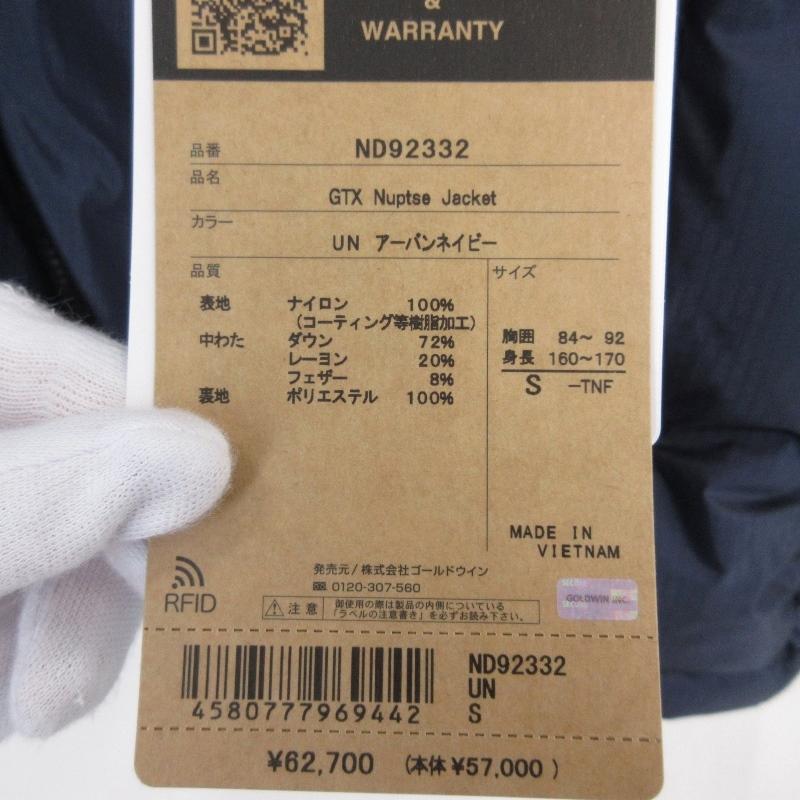 &
WARRANTY
品番 ND92332
品名
GTX Nuptse Jacket
カラー
UN アーバンネイビー
品質
サイズ
表地 ナイロン 100%
(コーティング等樹脂加工)
中わた ダウン 72%
レーヨン 20%
フェザー 8%
裏地 ポリエステル 100%
胸囲 84～ 92
身長 160～170
S -TNF
MADE IN
VIETNAM
発売元/株式会社ゴールドウイン
0120-307-560
RFID
注意
御使用の際は製品の内側についている
「ラベルの注意書き」を必ずお読み下さい。
GOLDWIN INC.
ND92332
UN
S
4580777969442
¥62,700 (本体¥57,000 )